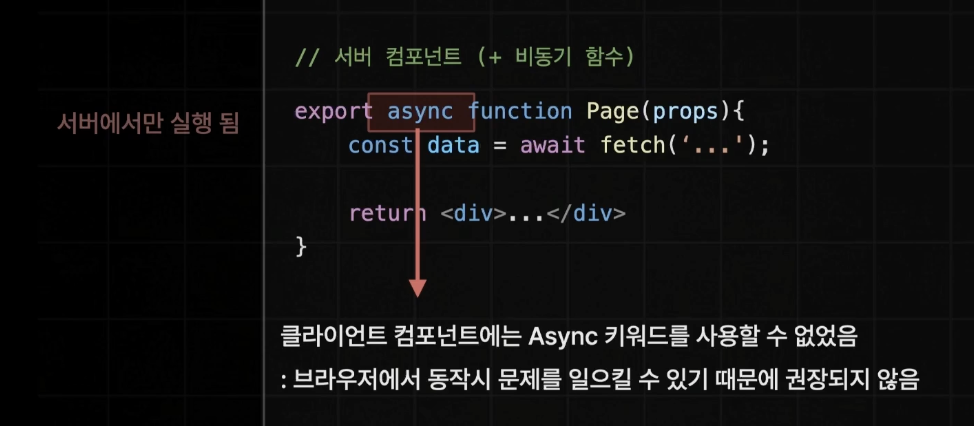 // 서버 컴포넌트 (+ 비동기 함수)
서버에서만 실행 됨
export async function Page(props){
const data = await fetch(‘...');
return <div>...</div>
}
클라이언트 컴포넌트에는 Async 키워드를 사용할 수 없었음
: 브라우저에서 동작시 문제를 일으킬 수 있기 때문에 권장되지 않음